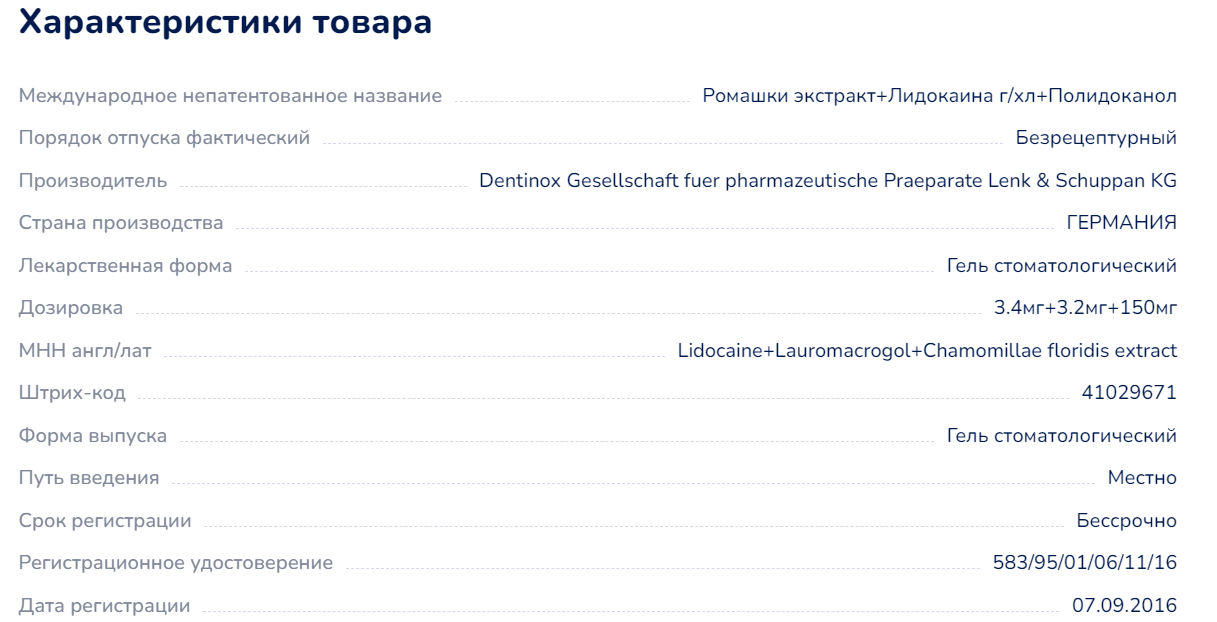 Характеристики товара
Международное непатентованное название Ромашки экстракт+Лидокаина г/хл+Полидоканол
Порядок отпуска фактический Безрецептурный
Производитель Dentinox Gesellschaft fuer pharmazeutische Praeparate Lenk & Schuppan KG
Страна производства ГЕРМАНИЯ
Лекарственная форма Гель стоматологический
Дозировка 3.4мг+3.2мг+150мг
МНН англ/лат Lidocaine+Lauromacrogol+Chamomillae floridis extract
Штрих-код 41029671
Форма выпуска Гель стоматологический
Путь введения Местно
Срок регистрации Бессрочно
Регистрационное удостоверение 583/95/01/06/11/16
Дата регистрации 07.09.2016